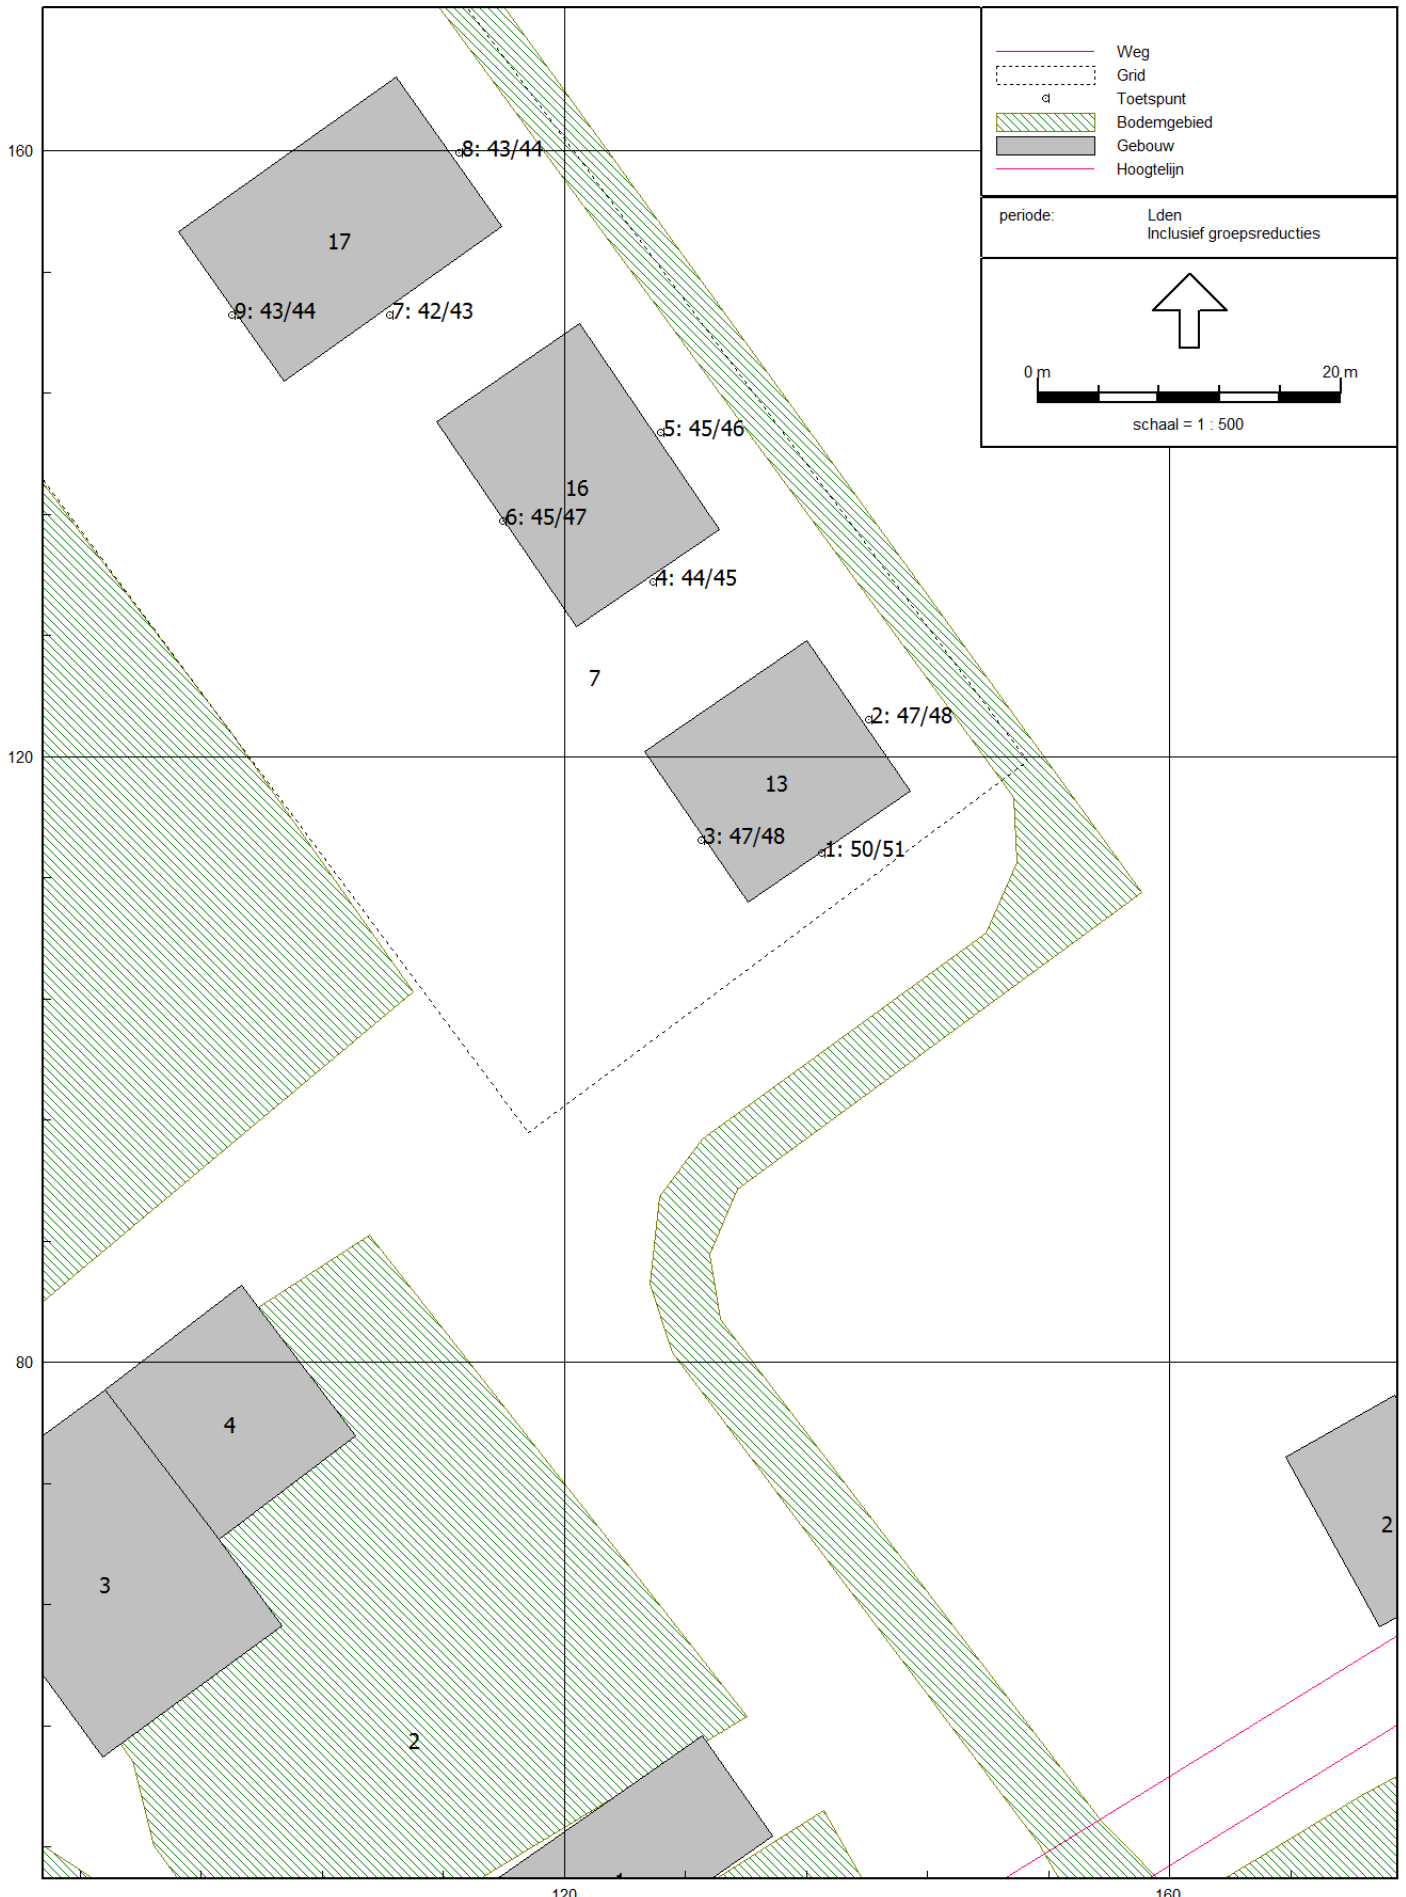 Weg
Grid
Toetspunt
Bodemgebied
Gebouw
Hoogtelijn
periode: Lden
Inclusief groepsreducties
0 m 20 m
schaal = 1 : 500
160
8: 43/44
17
9: 43/44 7: 42/43
5: 45/46
16
6: 45/47
4: 44/45
7
2: 47/48
120
13
3: 47/48 1: 50/51
80
4
2
3
2
120 160